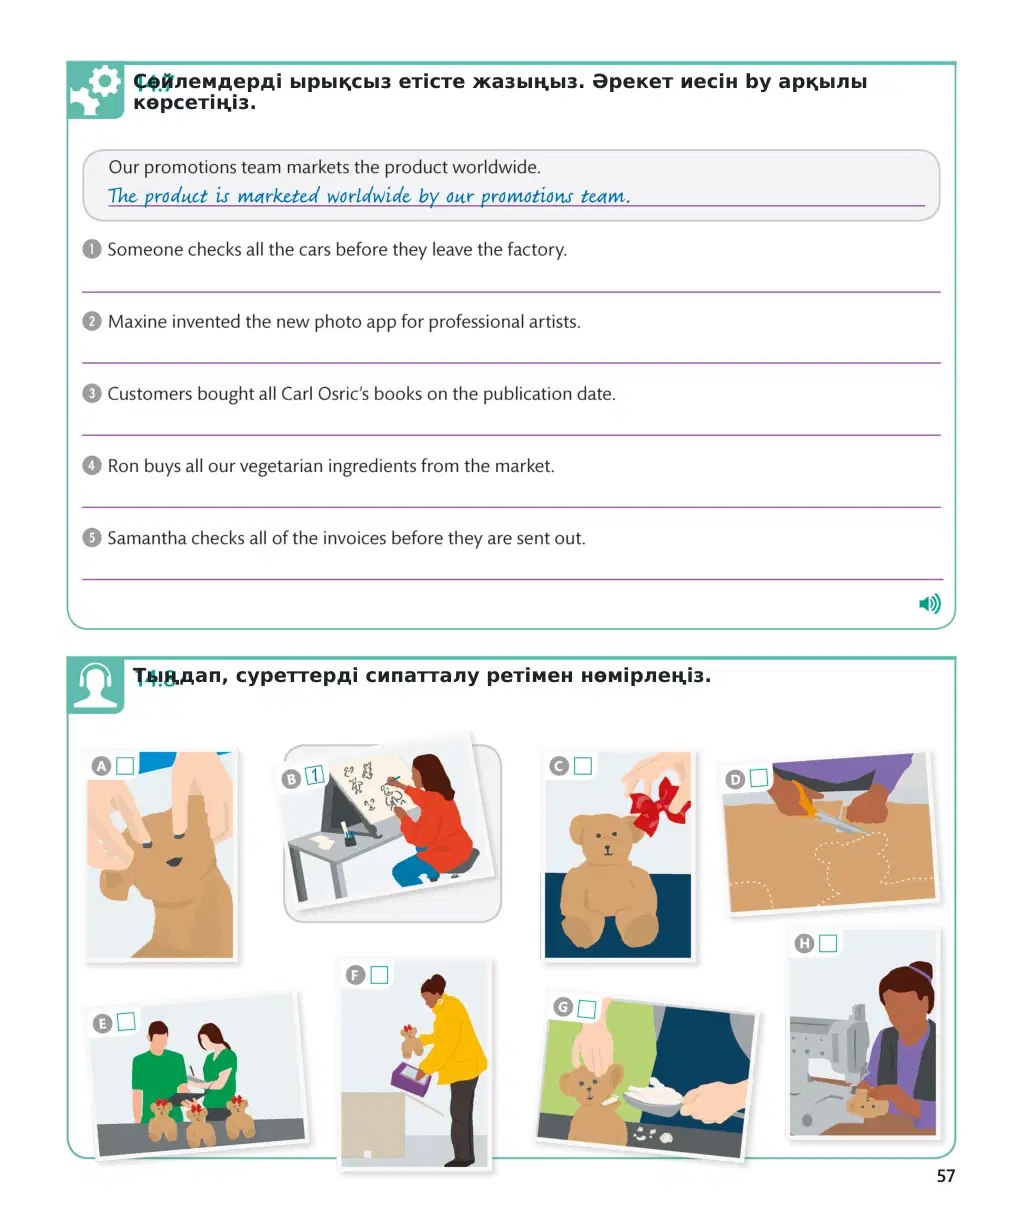 14.7 Сөйлемдерді ырықсыз етісте жазыңыз. Әрекет иесін by арқылы
көрсетіңіз.
Our promotions team markets the product worldwide.
The product is marketed worldwide by our promotions team.
1 Someone checks all the cars before they leave the factory.
2 Maxine invented the new photo app for professional artists.
3 Customers bought all Carl Osric’s books on the publication date.
4 Ron buys all our vegetarian ingredients from the market.
5 Samantha checks all of the invoices before they are sent out.
14.8 Тыңдап, суреттерді сипатталу ретімен нөмірлеңіз.
A
B 1
C
D
E
F
G
H
57